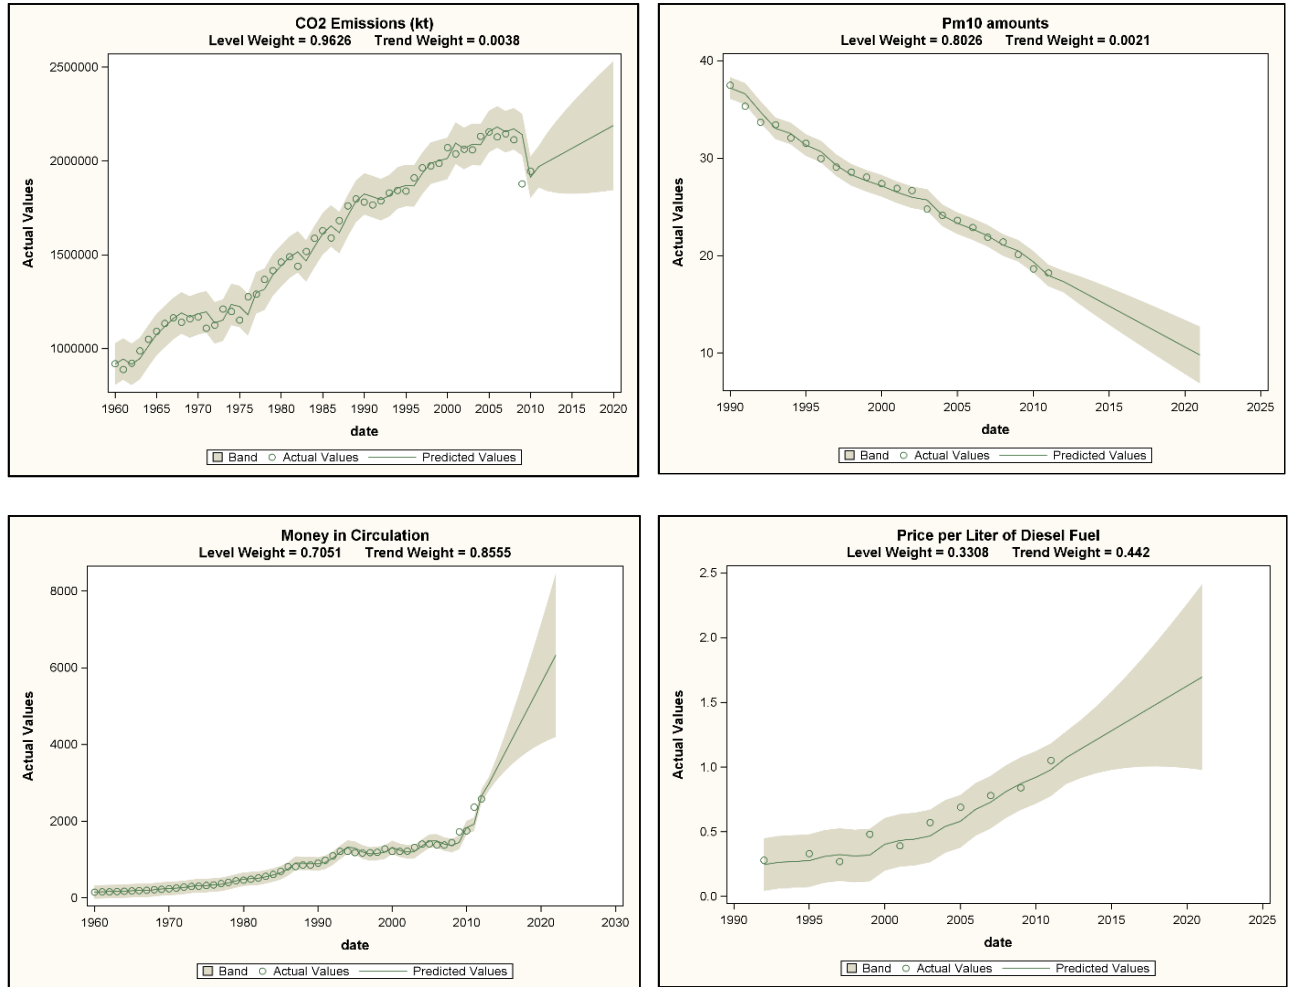 CO2 Emissions (kt)
Level Weight = 0.9626 Trend Weight = 0.0038
2500000
2000000
1500000
1000000
Actual Values
1960 1965 1970 1975 1980 1985 1990 1995 2000 2005 2010 2015 2020
date
Band Actual Values Predicted Values
Pm10 amounts
Level Weight = 0.8026 Trend Weight = 0.0021
40
30
20
10
Actual Values
1990 1995 2000 2005 2010 2015 2020 2025
date
Band Actual Values Predicted Values
Money in Circulation
Level Weight = 0.7051 Trend Weight = 0.8555
8000
6000
4000
2000
0
Actual Values
1960 1970 1980 1990 2000 2010 2020 2030
date
Band Actual Values Predicted Values
Price per Liter of Diesel Fuel
Level Weight = 0.3308 Trend Weight = 0.442
2.5
2.0
1.5
1.0
0.5
0.0
Actual Values
1990 1995 2000 2005 2010 2015 2020 2025
date
Band Actual Values Predicted Values